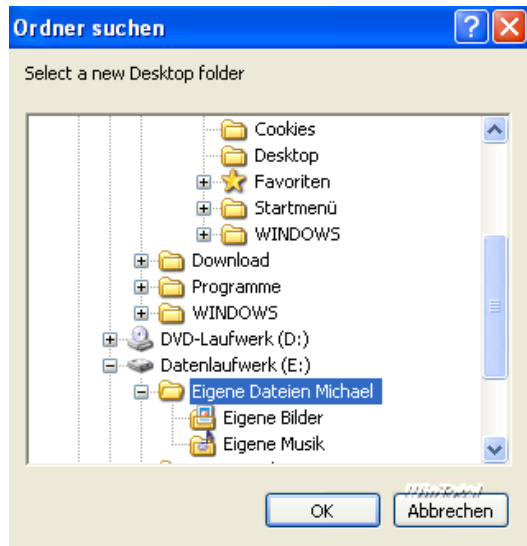 Ordner suchen
Select a new Desktop folder
Cookies
Desktop
Favoriten
Startmenü
WINDOWS
Download
Programme
WINDOWS
DVD-Laufwerk (D:)
Datenlaufwerk (E:)
Eigene Dateien Michael
Eigene Bilder
Eigene Musik
OK
Abbrechen